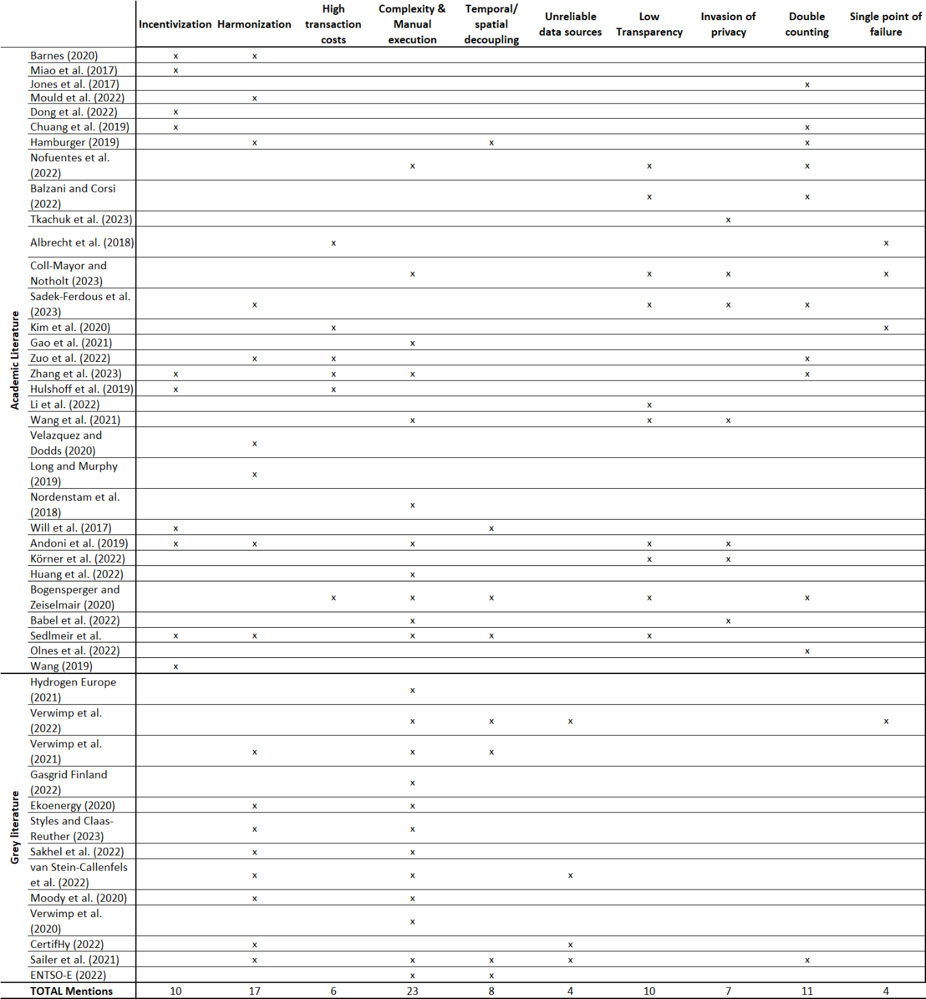 Incentivization Harmonization High transaction costs Complexity & Manual execution Temporal/ spatial decoupling Unreliable data sources Low Transparency Invasion of privacy Double counting Single point of failure
Academic Literature
Barnes (2020) x x
Miao et al. (2017) x
Jones et al. (2017) x
Mould et al. (2022) x
Dong et al. (2022) x
Chuang et al. (2019) x x
Hamburger (2019) x x x
Nofuentes et al.
(2022) x x x
Balzani and Corsi
(2022) x x
Tkachuk et al. (2023) x
Albrecht et al. (2018) x x
Coll-Mayor and
Notholt (2023) x x x x
Sadek-Ferdous et al.
(2023) x x x x
Kim et al. (2020) x x
Gao et al. (2021) x
Zuo et al. (2022) x x x
Zhang et al. (2023) x x x x
Hulshoff et al. (2019) x x
Li et al. (2022) x
Wang et al. (2021) x x x
Velazquez and
Dodds (2020) x
Long and Murphy
(2019) x
Nordenstam et al.
(2018) x
Will et al. (2017) x x
Andoni et al. (2019) x x x x x
Körner et al. (2022) x x
Huang et al. (2022) x
Bogensperger and
Zeiselmair (2020) x x x x x
Babel et al. (2022) x x
Sedlmeir et al. x x x x x
Olnes et al. (2022) x
Wang (2019) x
Grey literature
Hydrogen Europe
(2021) x
Verwimp et al.
(2022) x x x x
Verwimp et al.
(2021) x x x
Gasgrid Finland
(2022) x
Ekoenergy (2020) x x
Styles and Claas-
Reuther (2023) x x
Sakhel et al. (2022) x x
van Stein-Callenfels
et al. (2022) x x x
Moody et al. (2020) x x
Verwimp et al.
(2020) x
CertifHy (2022) x x
Sailer et al. (2021) x x x x x
ENTSO-E (2022) x x
TOTAL Mentions 10 17 6 23 8 4 10 7 11 4